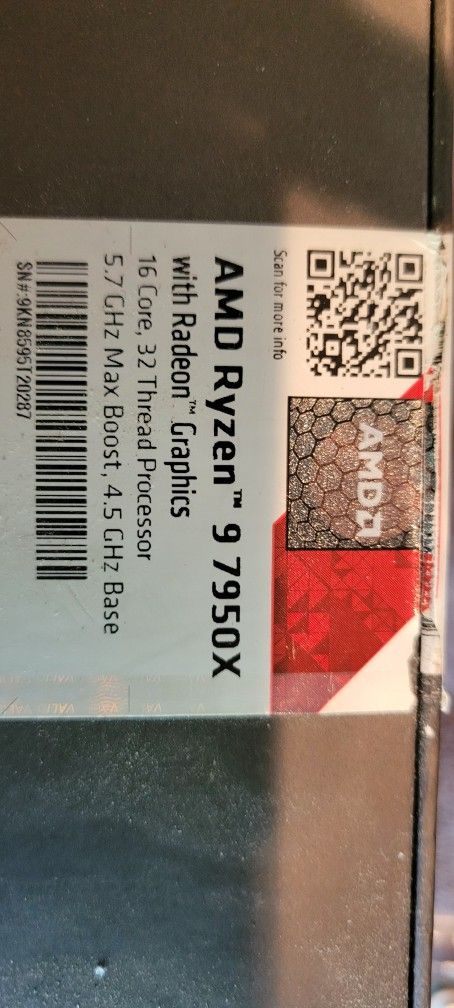 Scan for more info
AMD
AMD Ryzen™ 9 7950X
with Radeon™ Graphics
16 Core, 32 Thread Processor
5.7 GHz Max Boost, 4.5 GHz Base
SN#:9KN8595T20287